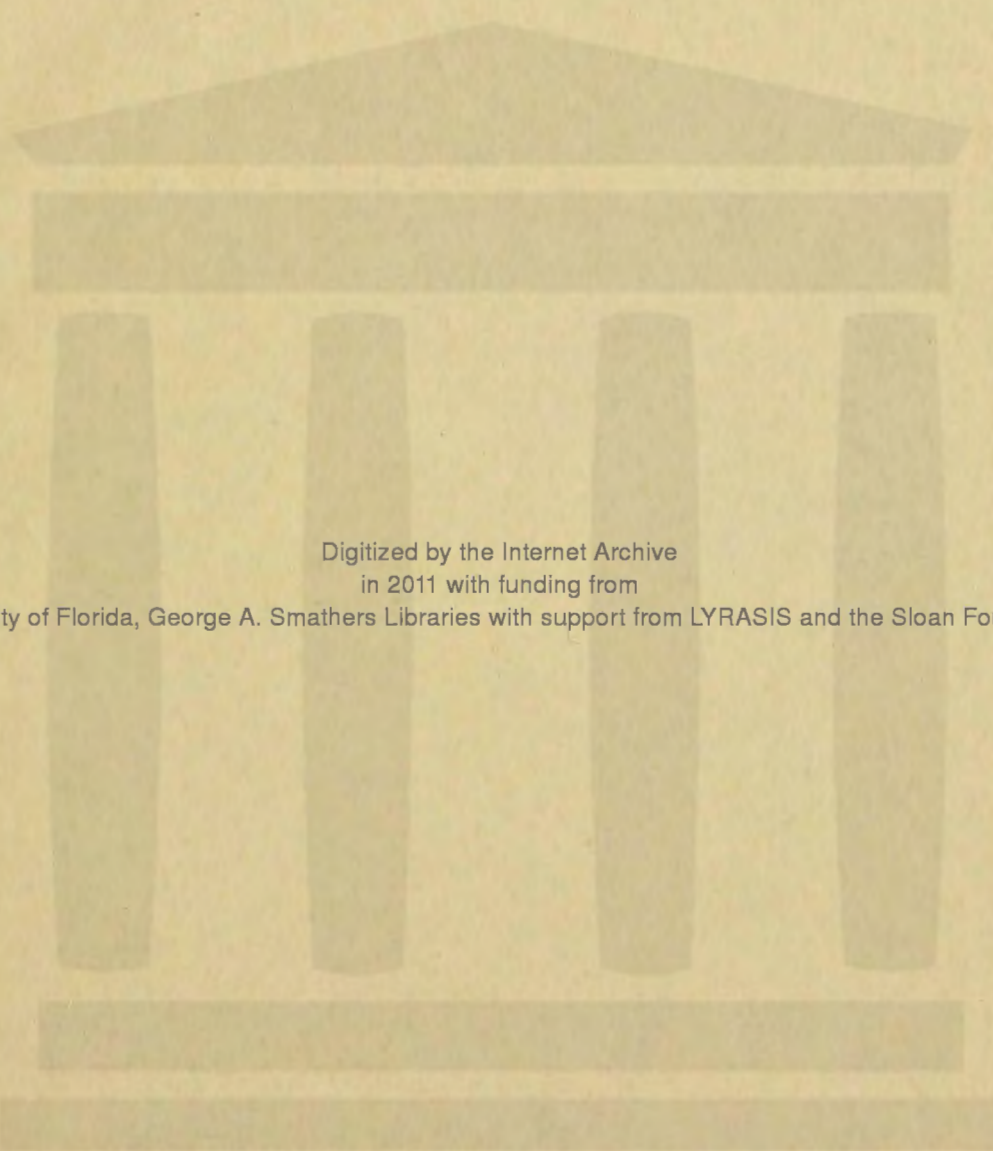 Digitized by the Internet Archive
in 2011 with funding from
ty of Florida, George A. Smathers Libraries with support from LYRASIS and the Sloan Fo